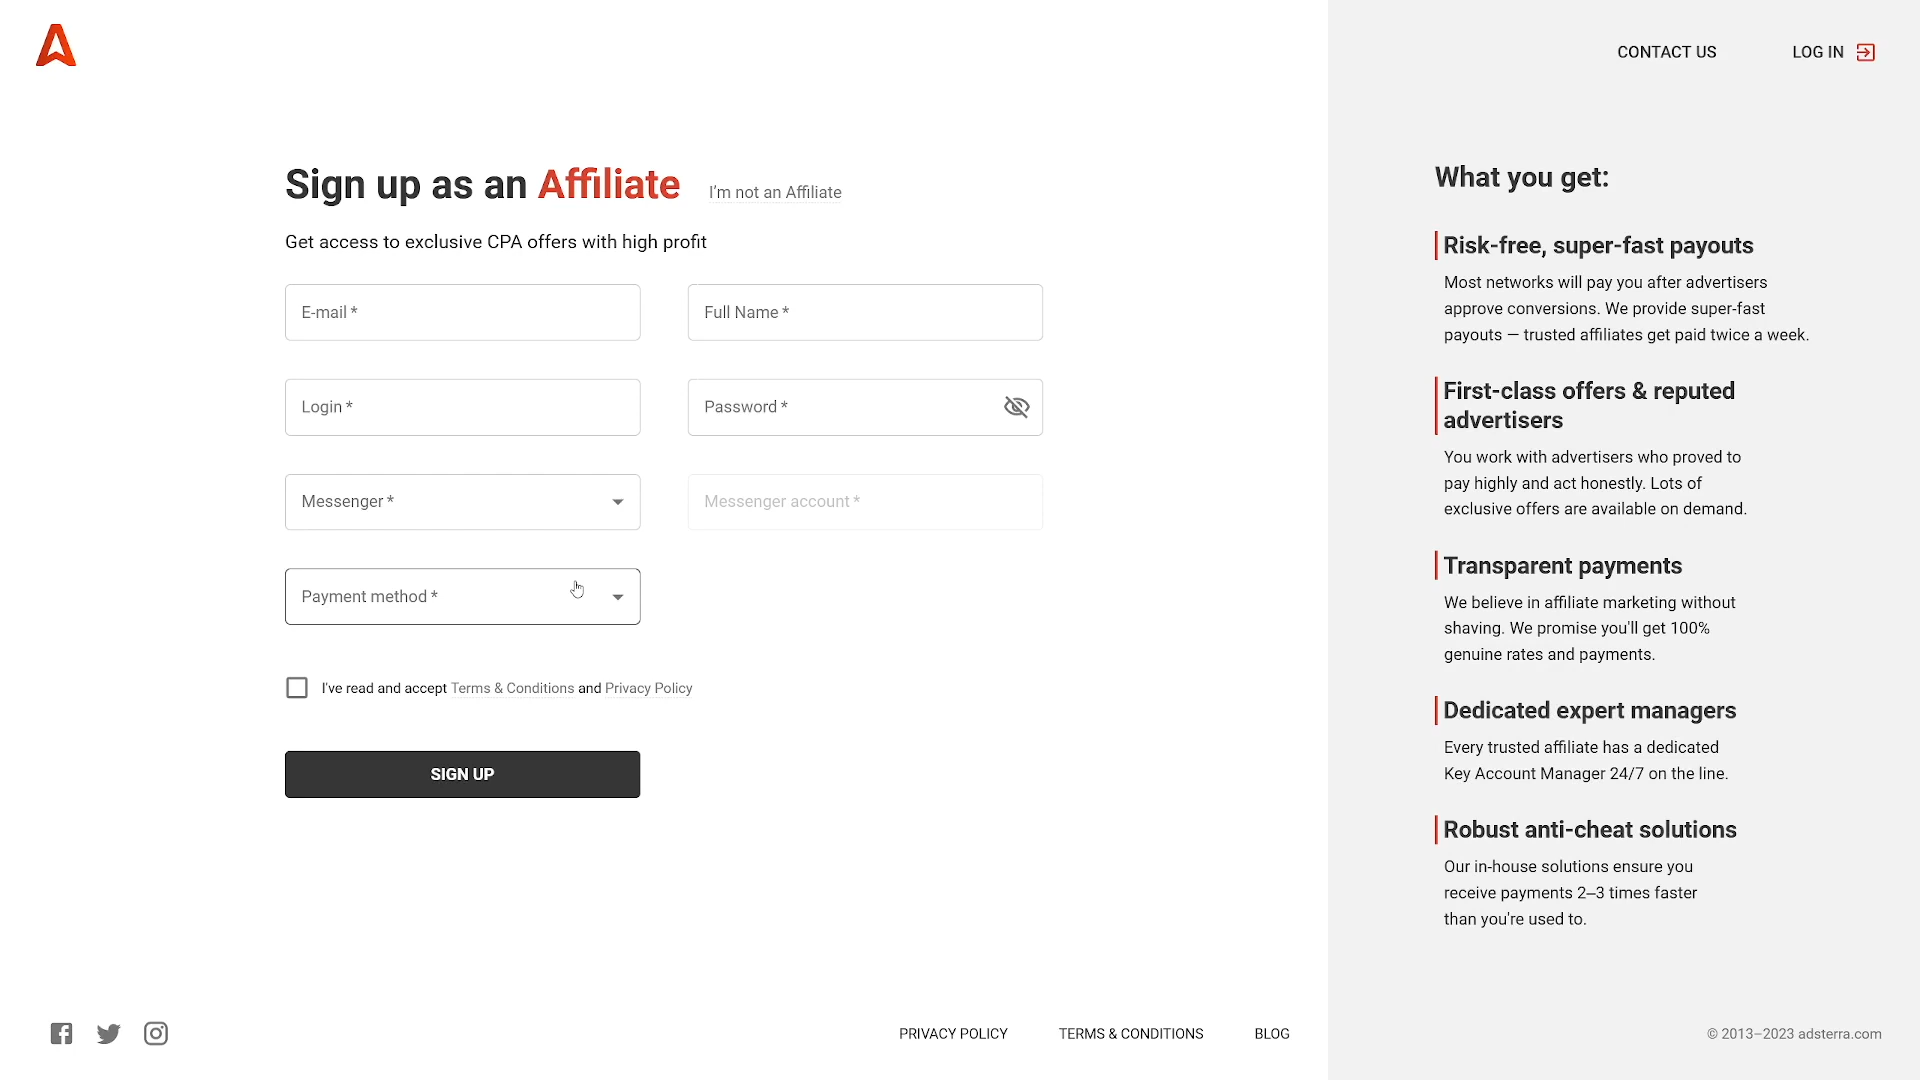 CONTACT US
LOG IN
Sign up as an Affiliate
I'm not an Affiliate
Get access to exclusive CPA offers with high profit
E-mail *
Full Name *
Login *
Password *
Messenger *
Messenger account *
Payment method *
I've read and accept Terms & Conditions and Privacy Policy
SIGN UP
What you get:
Risk-free, super-fast payouts
Most networks will pay you after advertisers
approve conversions. We provide super-fast
payouts — trusted affiliates get paid twice a week.
First-class offers & reputed
advertisers
You work with advertisers who proved to
pay highly and act honestly. Lots of
exclusive offers are available on demand.
Transparent payments
We believe in affiliate marketing without
shaving. We promise you'll get 100%
genuine rates and payments.
Dedicated expert managers
Every trusted affiliate has a dedicated
Key Account Manager 24/7 on the line.
Robust anti-cheat solutions
Our in-house solutions ensure you
receive payments 2–3 times faster
than you're used to.
PRIVACY POLICY
TERMS & CONDITIONS
BLOG
© 2013–2023 adsterra.com